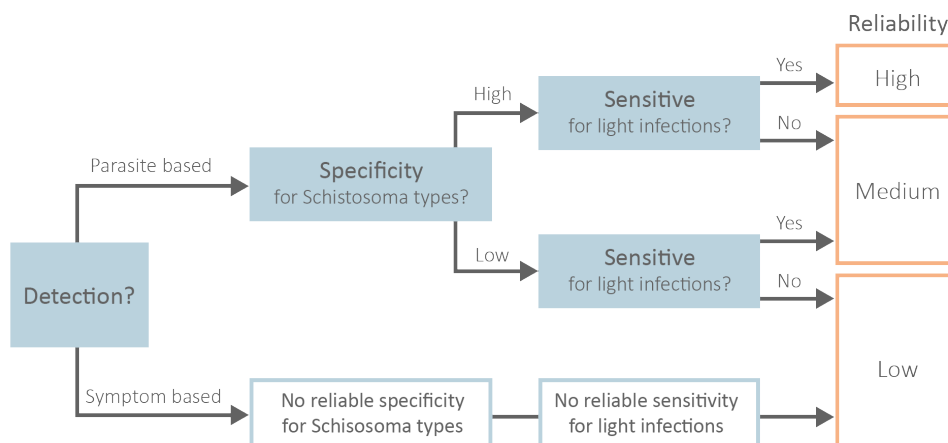 Reliability
Yes
High
High
Sensitive
for light infections?
No
Parasite based
Specificity
for Schistosoma types?
Medium
Yes
Low
Sensitive
for light infections?
No
Detection?
Low
Symptom based
No reliable specificity
for Schisosoma types
No reliable sensitivity
for light infections